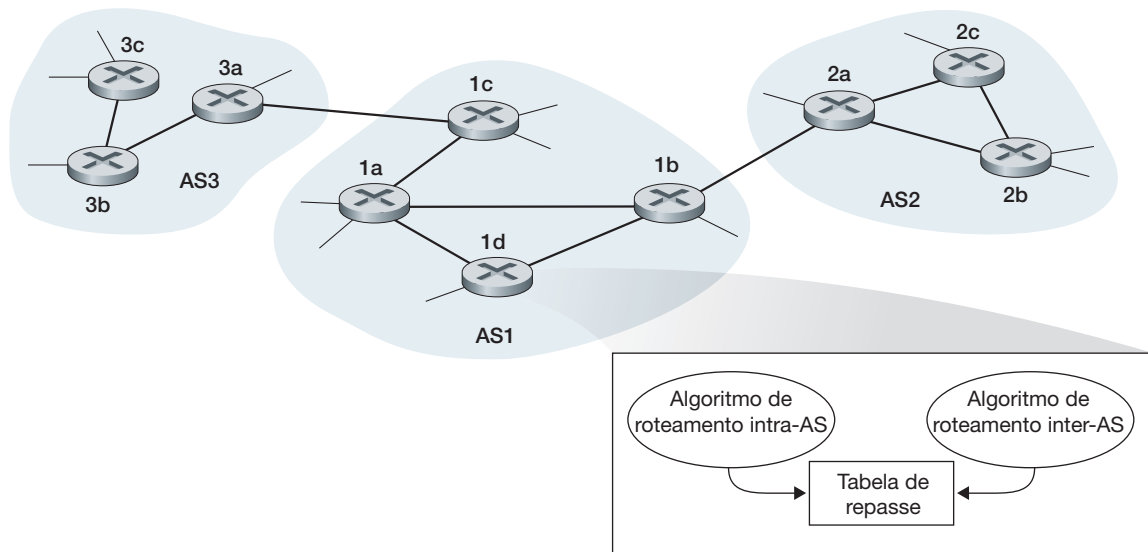 3c
3a
3b
AS3
1c
1a
1b
1d
AS1
2c
2a
2b
AS2
Algoritmo de
roteamento intra-AS
Algoritmo de
roteamento inter-AS
Tabela de
repasse